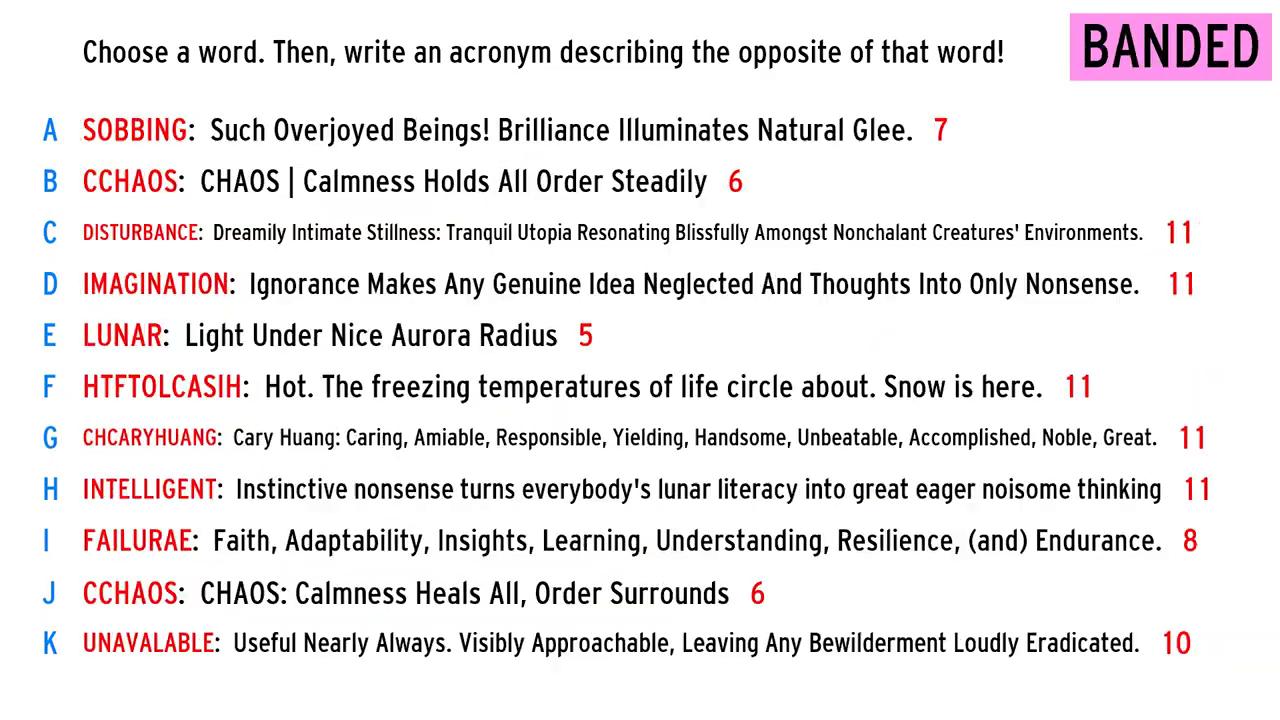 Choose a word. Then, write an acronym describing the opposite of that word!
BANDED
A SOBBING: Such Overjoyed Beings! Brilliance Illuminates Natural Glee. 7
B CCHAOS: CHAOS | Calmness Holds All Order Steadily 6
C DISTURBANCE: Dreamily Intimate Stillness: Tranquil Utopia Resonating Blissfully Amongst Nonchalant Creatures' Environments. 11
D IMAGINATION: Ignorance Makes Any Genuine Idea Neglected And Thoughts Into Only Nonsense. 11
E LUNAR: Light Under Nice Aurora Radius 5
F HTFTOLCASIH: Hot. The freezing temperatures of life circle about. Snow is here. 11
G CHCARYHUANG: Cary Huang: Caring, Amiable, Responsible, Yielding, Handsome, Unbeatable, Accomplished, Noble, Great. 11
H INTELLIGENT: Instinctive nonsense turns everybody's lunar literacy into great eager noisome thinking 11
I FAILURAE: Faith, Adaptability, Insights, Learning, Understanding, Resilience, (and) Endurance. 8
J CCHAOS: CHAOS: Calmness Heals All, Order Surrounds 6
K UNAVALABLE: Useful Nearly Always. Visibly Approachable, Leaving Any Bewilderment Loudly Eradicated. 10